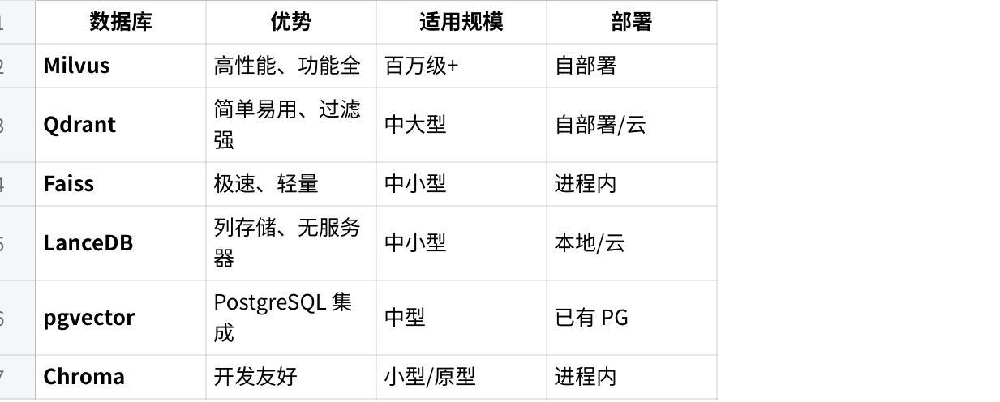 1 数据库 优势 适用规模 部署
2 Milvus 高性能、功能全 百万级+ 自部署
3 Qdrant 简单易用、过滤 中大型 自部署/云
强
4 Faiss 极速、轻量 中小型 进程内
5 LanceDB 列存储、无服务 中小型 本地/云
器
6 pgvector PostgreSQL 集 中型 已有 PG
成
7 Chroma 开发友好 小型/原型 进程内